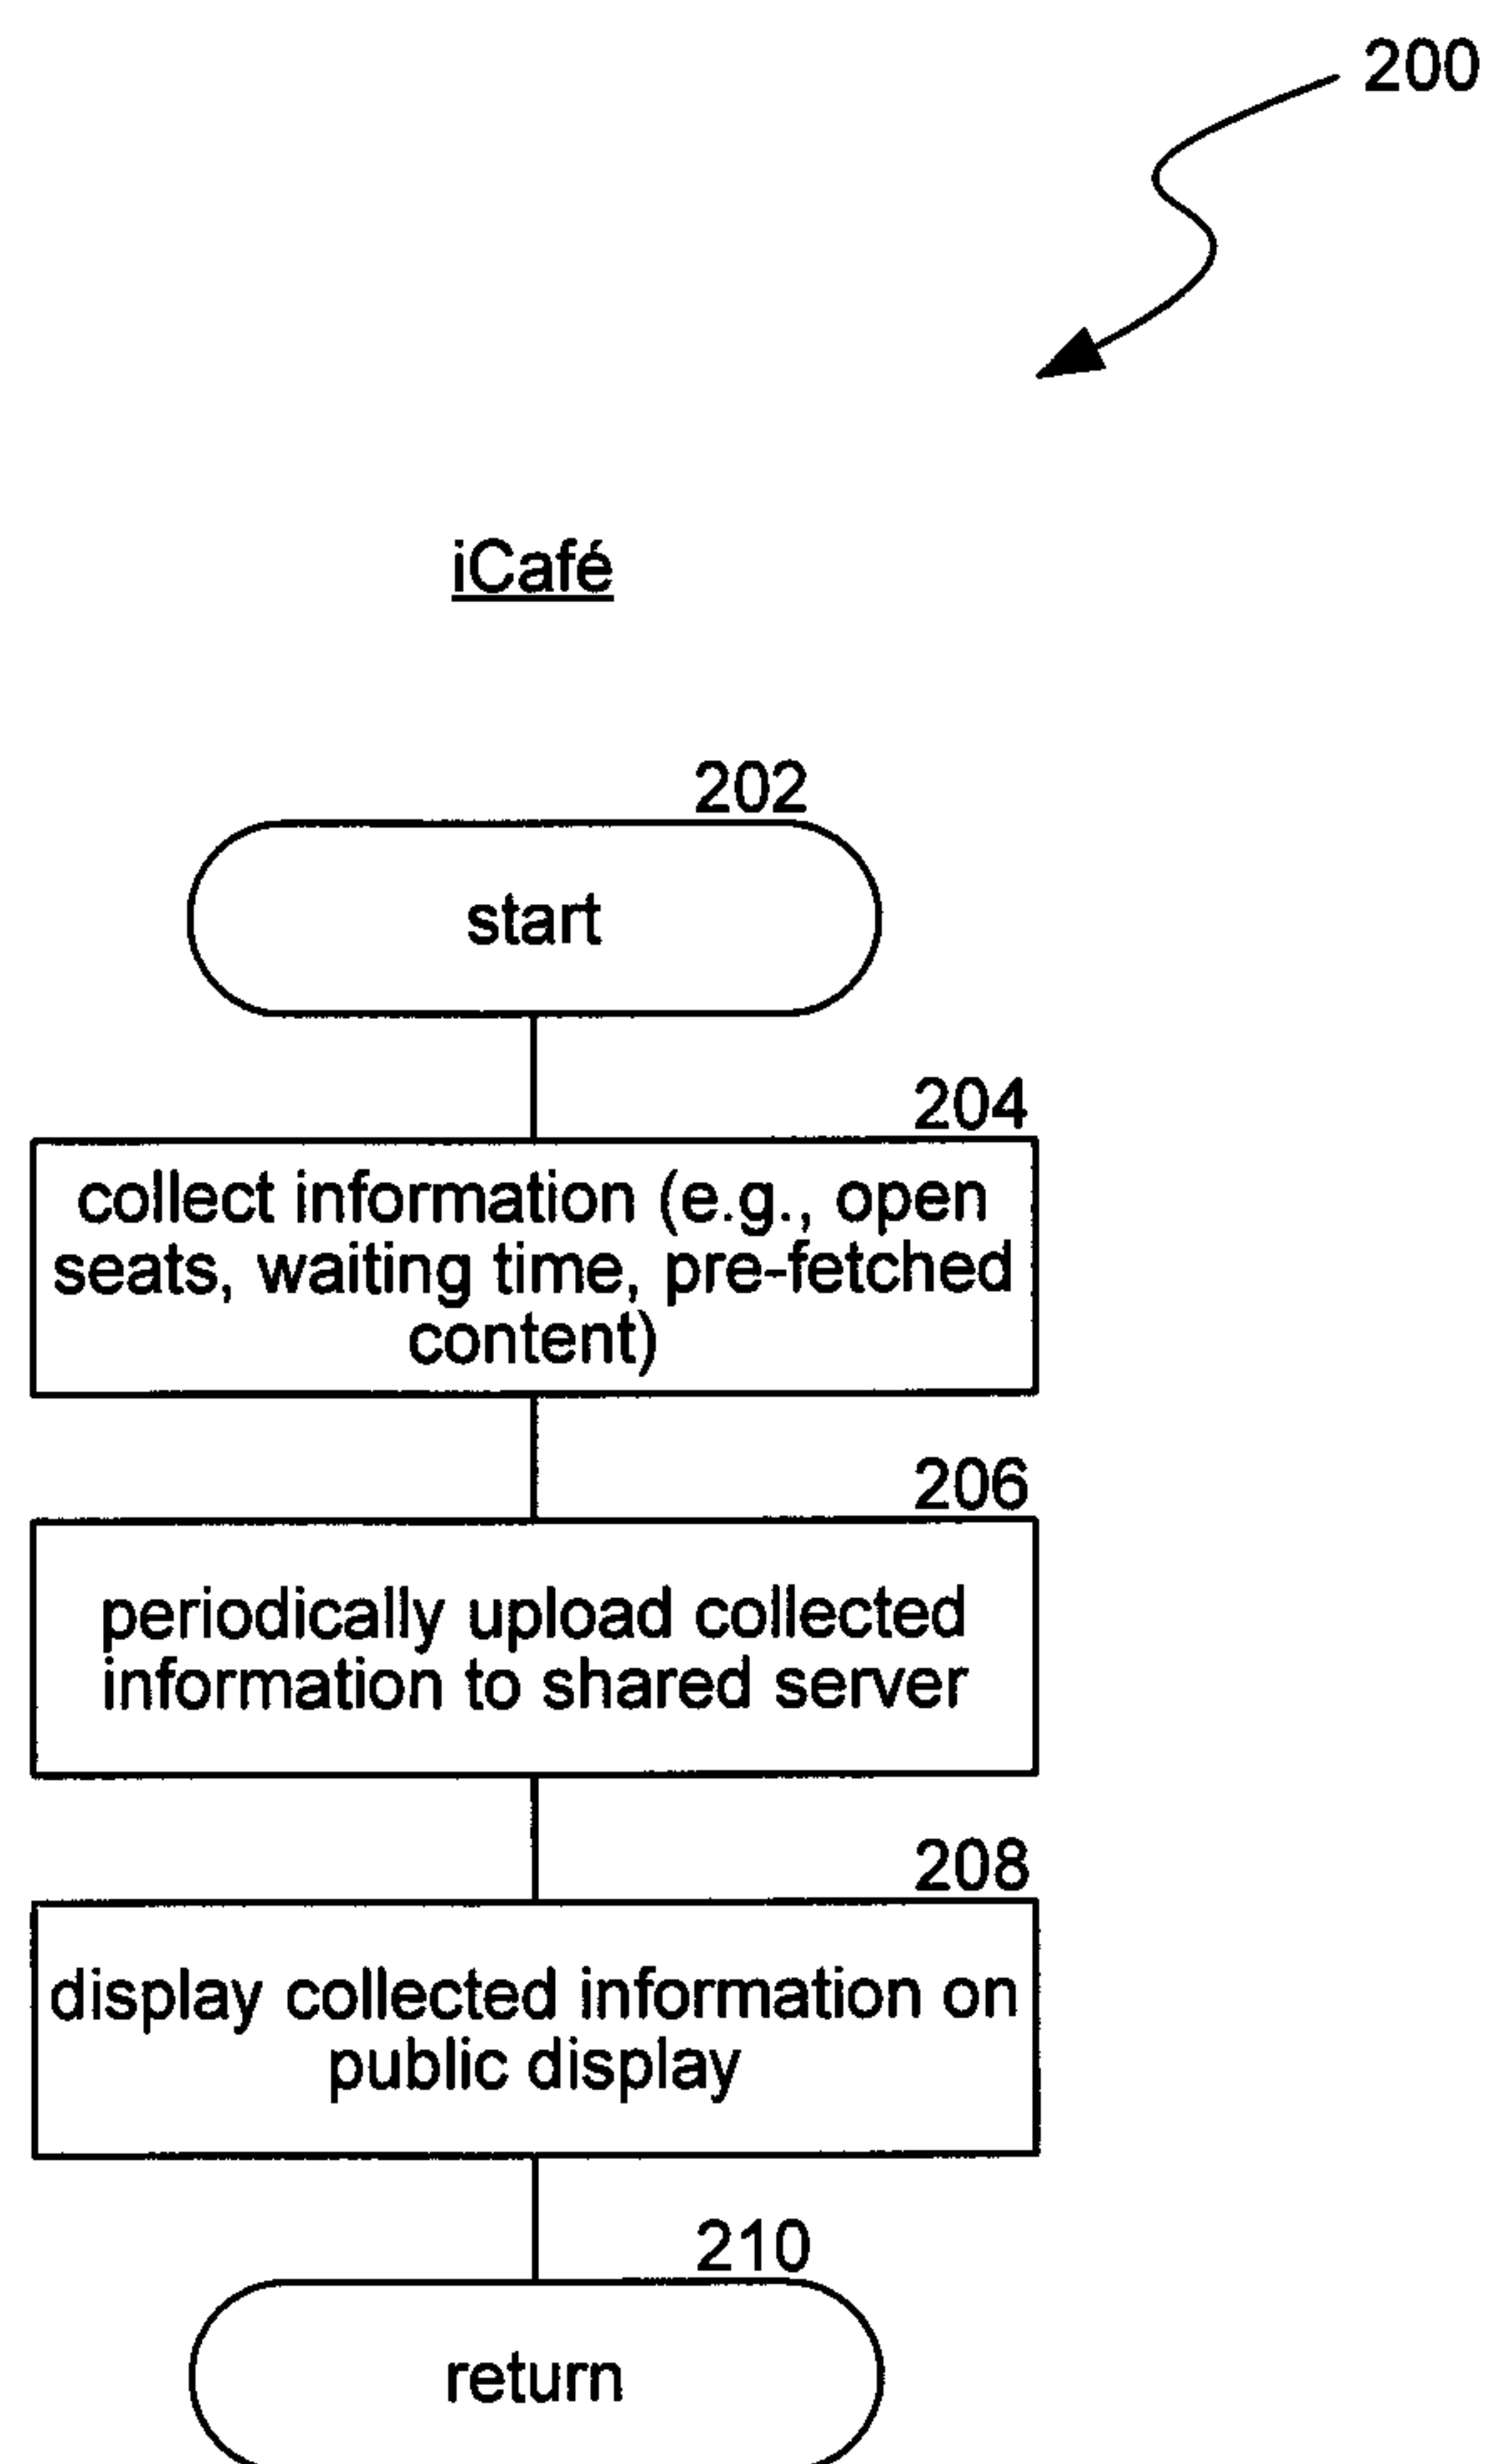 200
iCafé
202
start
204
collect information (e.g., open
seats, waiting time, pre-fetched
content)
206
periodically upload collected
information to shared server
208
display collected information on
public display
210
return